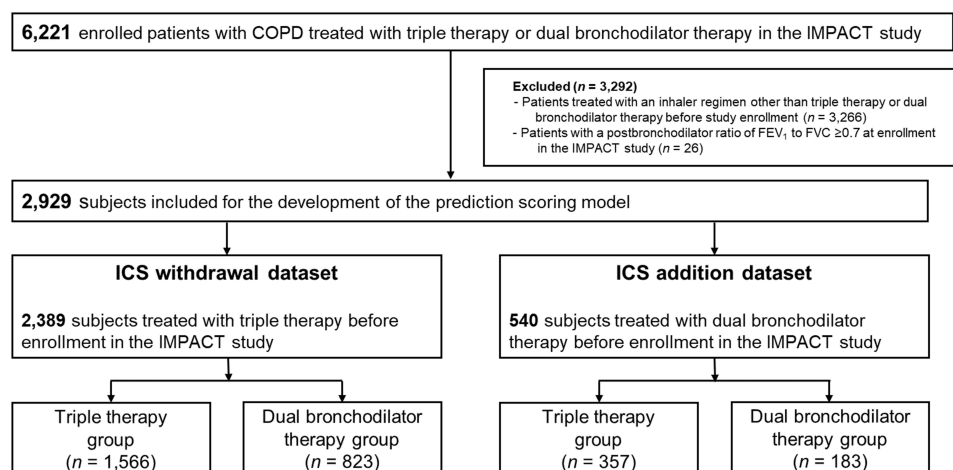 6,221 enrolled patients with COPD treated with triple therapy or dual bronchodilator therapy in the IMPACT study
Excluded (n = 3,292)
- Patients treated with an inhaler regimen other than triple therapy or dual
bronchodilator therapy before study enrollment (n = 3,266)
- Patients with a postbronchodilator ratio of FEV₁ to FVC ≥0.7 at enrollment
in the IMPACT study (n = 26)
2,929 subjects included for the development of the prediction scoring model
ICS withdrawal dataset
2,389 subjects treated with triple therapy before
enrollment in the IMPACT study
ICS addition dataset
540 subjects treated with dual bronchodilator
therapy before enrollment in the IMPACT study
Triple therapy
group
(n = 1,566)
Dual bronchodilator
therapy group
(n = 823)
Triple therapy
group
(n = 357)
Dual bronchodilator
therapy group
(n = 183)